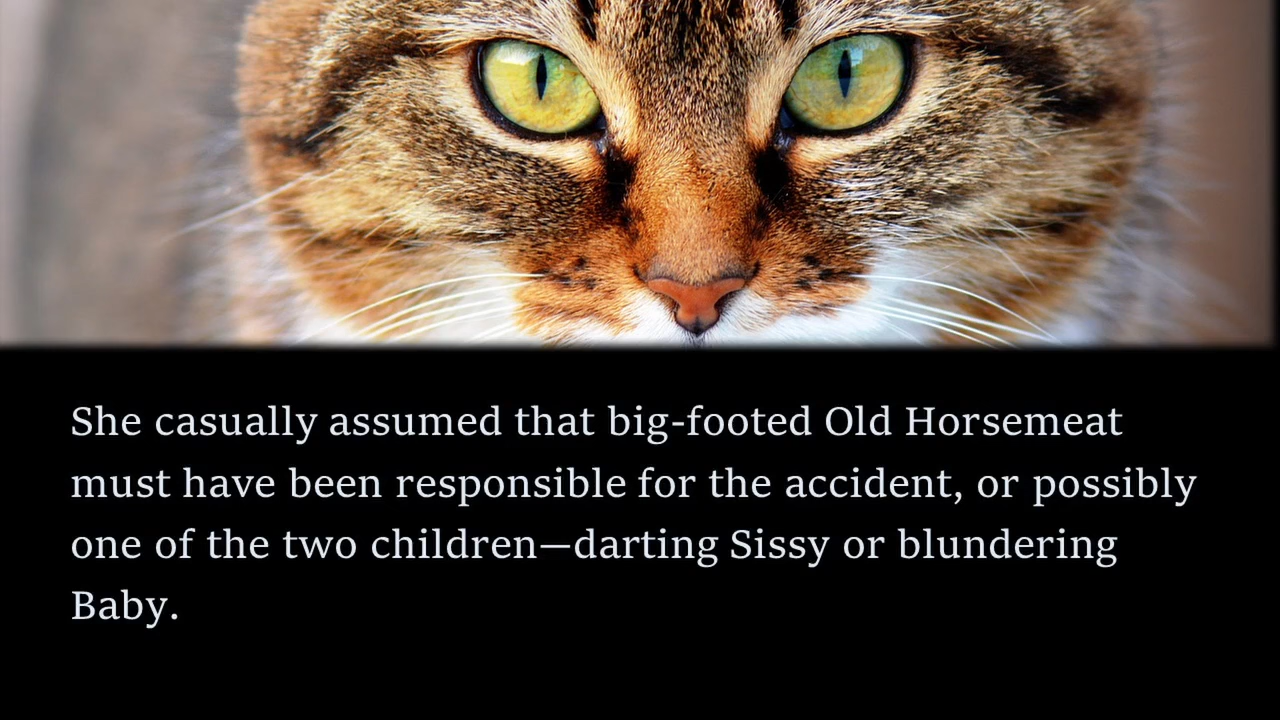 She casually assumed that big-footed Old Horsemeat
must have been responsible for the accident, or possibly
one of the two children—darting Sissy or blundering
Baby.